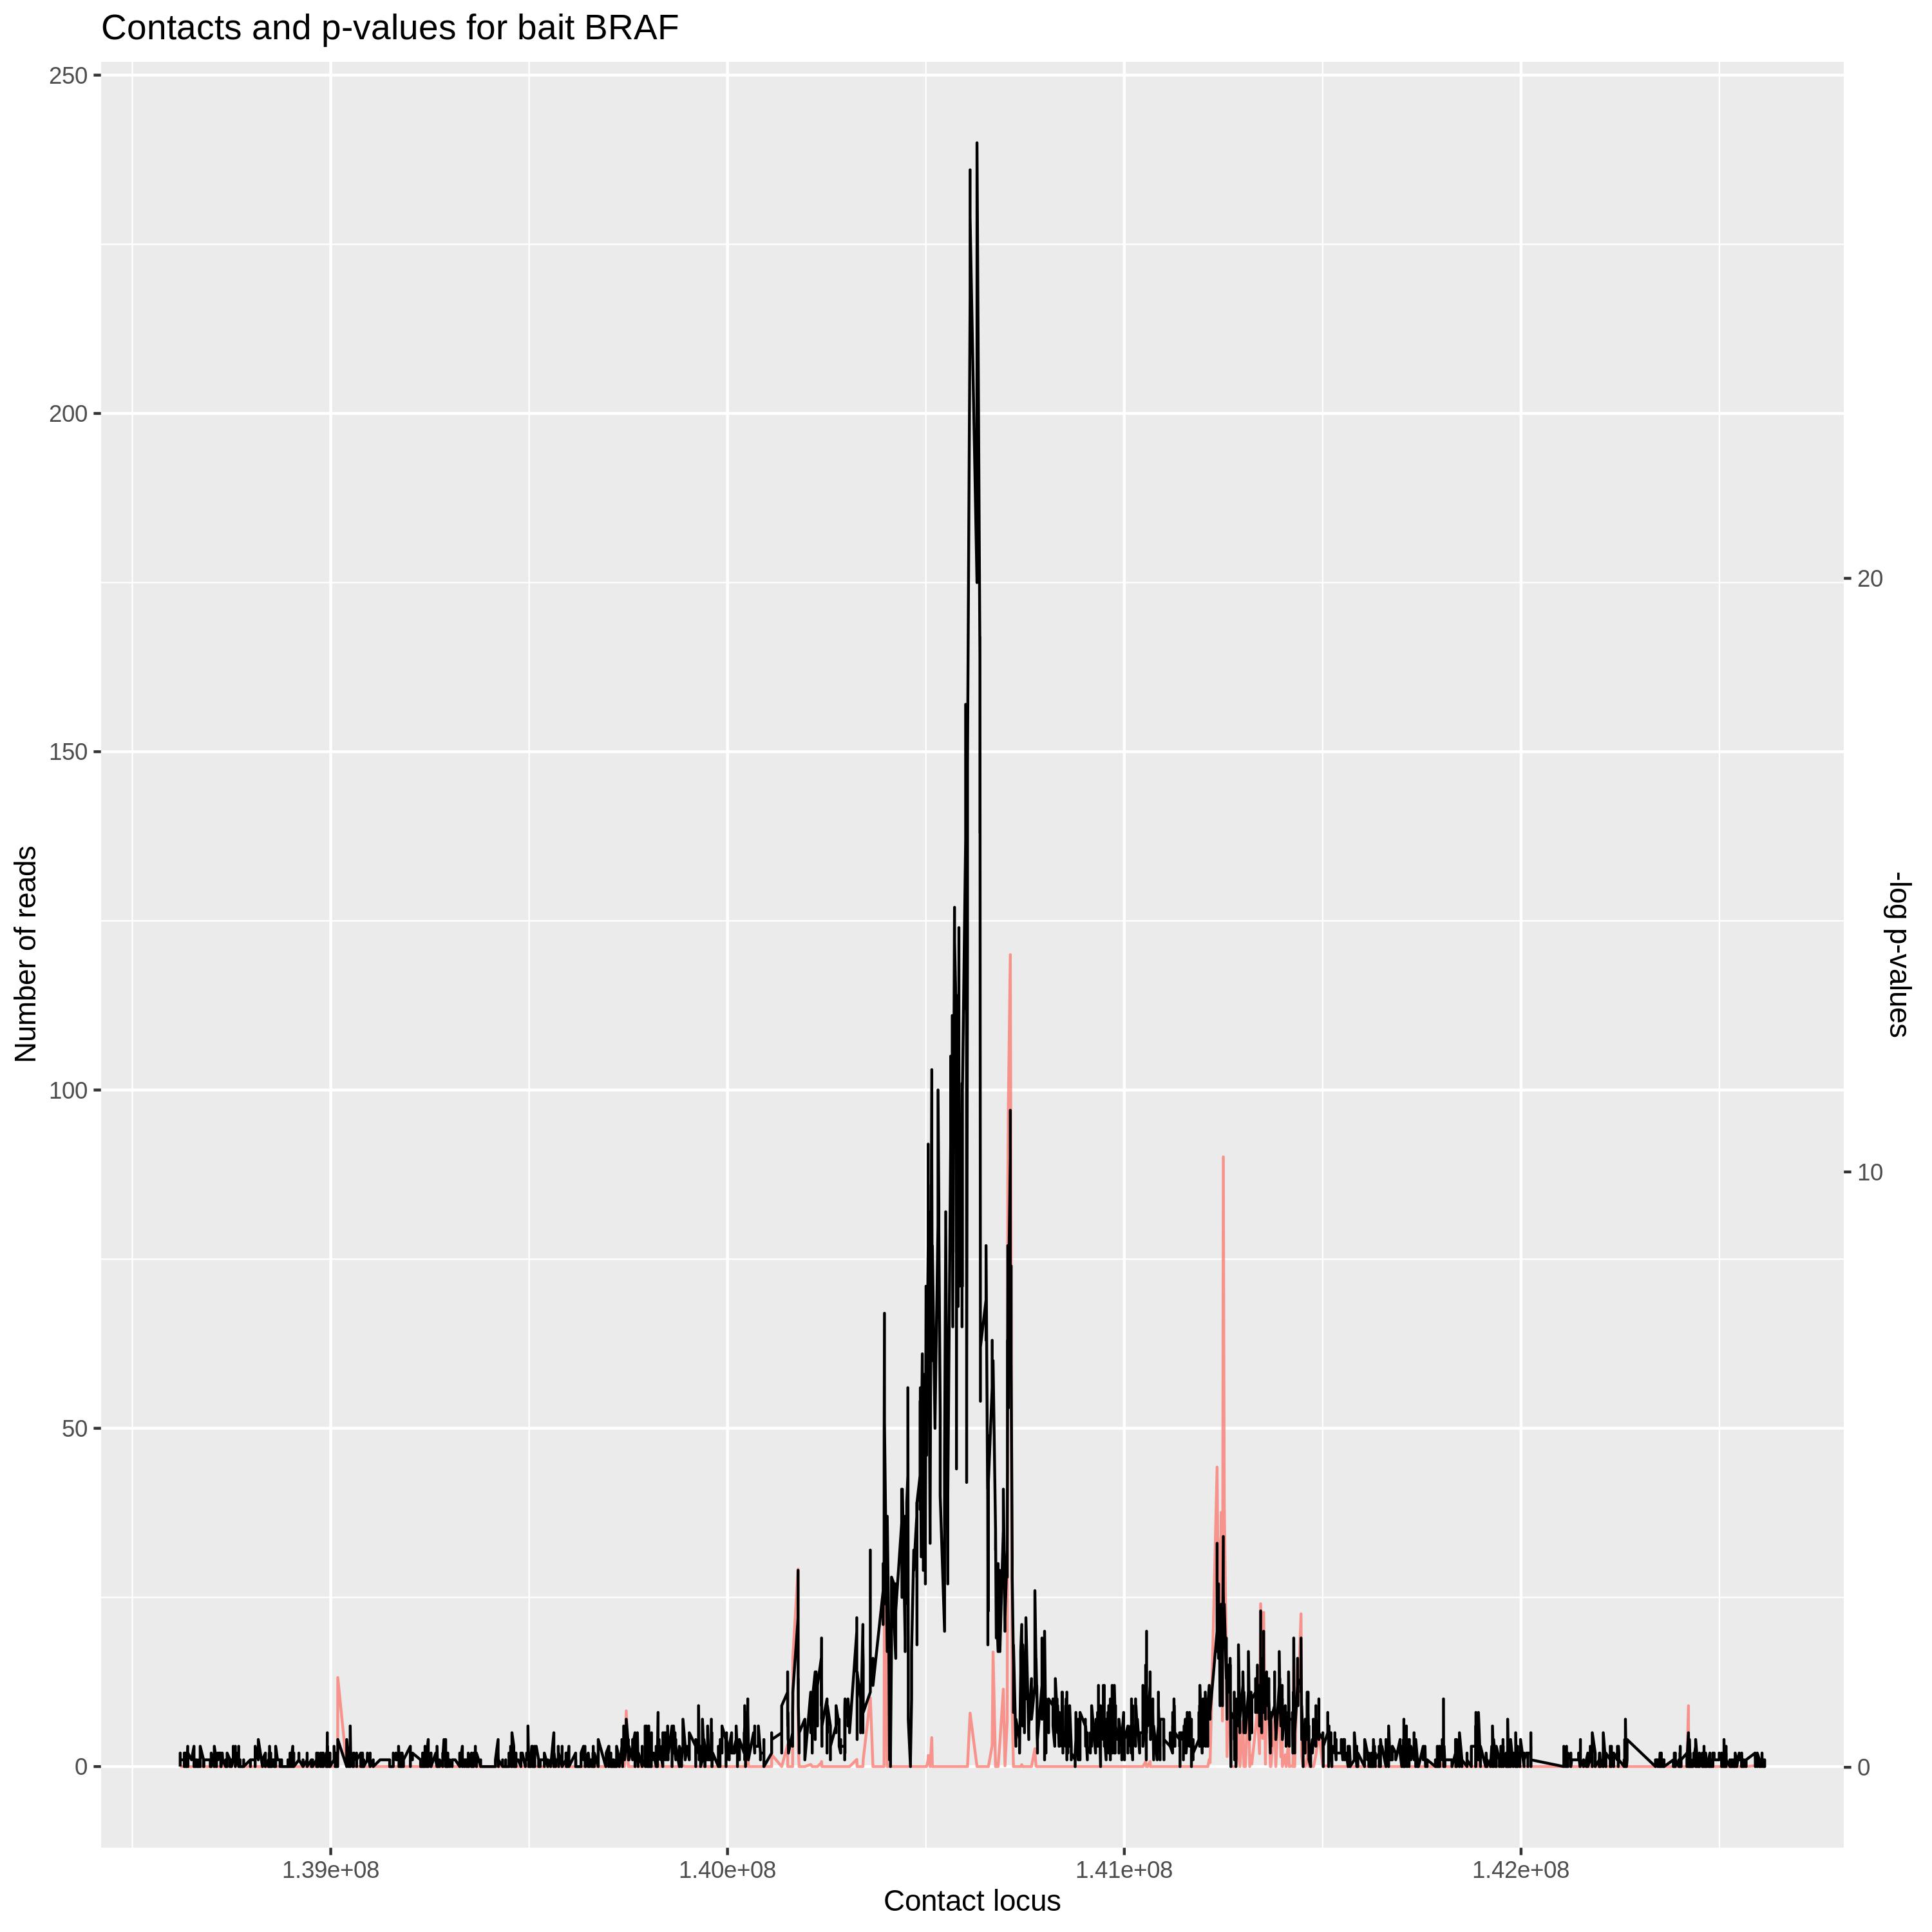 Contacts and p-values for bait BRAF
250
200
150
100
50
0
Number of reads
20
10
0
-log p-values
1.39e+08
1.40e+08
1.41e+08
1.42e+08
Contact locus